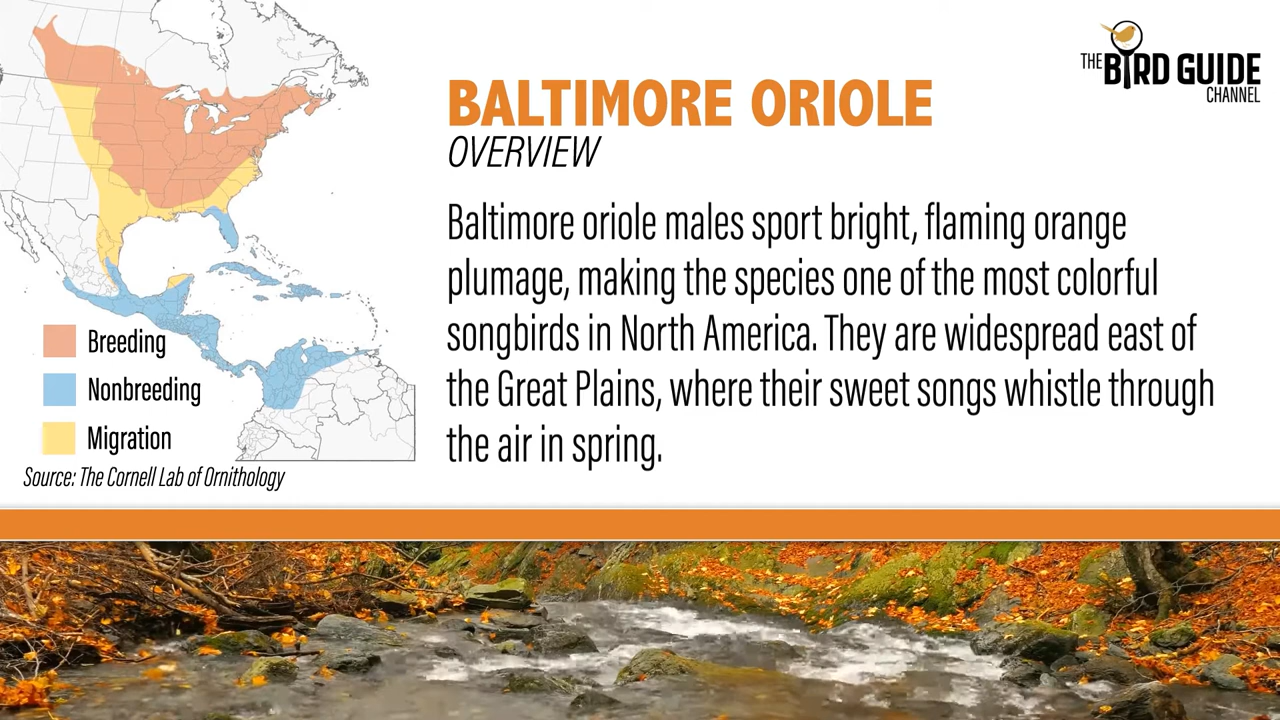 THE BIRD GUIDE
CHANNEL
BALTIMORE ORIOLE
OVERVIEW
Baltimore oriole males sport bright, flaming orange
plumage, making the species one of the most colorful
songbirds in North America. They are widespread east of
the Great Plains, where their sweet songs whistle through
the air in spring.
Breeding
Nonbreeding
Migration
Source: The Cornell Lab of Ornithology